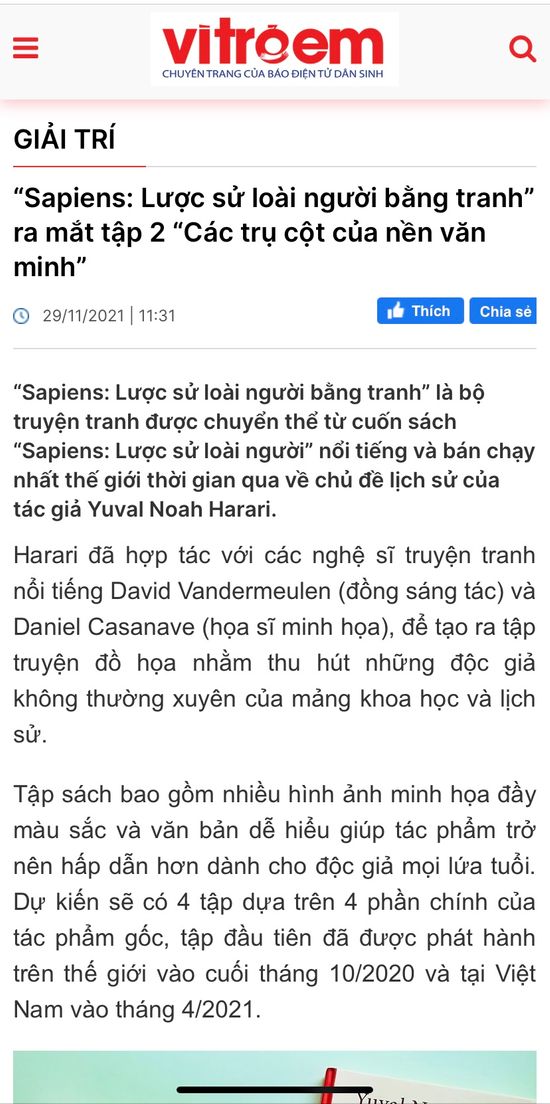 vìtrẻem
CHUYÊN TRANG CỦA BÁO ĐIỆN TỬ DÂN SINH
GIẢI TRÍ
“Sapiens: Lược sử loài người bằng tranh”
ra mắt tập 2 “Các trụ cột của nền văn
minh”
29/11/2021 | 11:31
Thích
Chia sẻ
“Sapiens: Lược sử loài người bằng tranh” là bộ
truyện tranh được chuyển thể từ cuốn sách
“Sapiens: Lược sử loài người” nổi tiếng và bán chạy
nhất thế giới thời gian qua về chủ đề lịch sử của
tác giả Yuval Noah Harari.
Harari đã hợp tác với các nghệ sĩ truyện tranh
nổi tiếng David Vandermeulen (đồng sáng tác) và
Daniel Casanave (họa sĩ minh họa), để tạo ra tập
truyện đồ họa nhằm thu hút những độc giả
không thường xuyên của mảng khoa học và lịch
sử.
Tập sách bao gồm nhiều hình ảnh minh họa đầy
màu sắc và văn bản dễ hiểu giúp tác phẩm trở
nên hấp dẫn hơn dành cho độc giả mọi lứa tuổi.
Dự kiến sẽ có 4 tập dựa trên 4 phần chính của
tác phẩm gốc, tập đầu tiên đã được phát hành
trên thế giới vào cuối tháng 10/2020 và tại Việt
Nam vào tháng 4/2021.